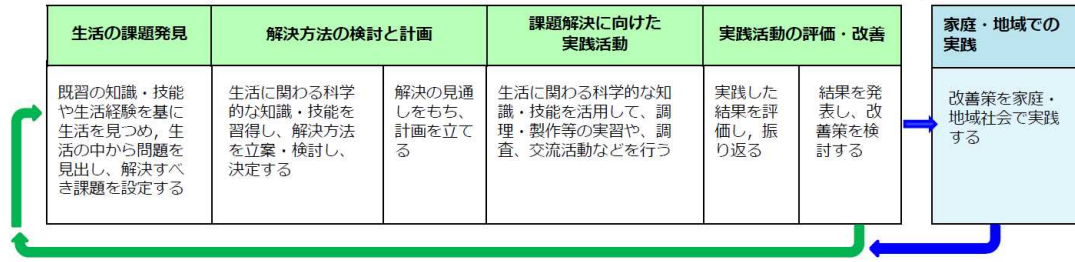 生活の課題発見
解決方法の検討と計画
課題解決に向けた
実践活動
実践活動の評価・改善
家庭・地域での
実践
既習の知識・技能
や生活経験を基に
生活を見つめ，生
活の中から問題を
見出し、解決すべ
き課題を設定する
生活に関わる科学
的な知識・技能を
習得し、解決方法
を立案・検討し、
決定する
解決の見通
しをもち、
計画を立て
る
生活に関わる科学的な知
識・技能を活用して、調
理・製作等の実習や、調
査、交流活動などを行う
実践した
結果を評
価し，振
り返る
結果を発
表し、改
善策を検
討する
改善策を家庭・
地域社会で実践
する